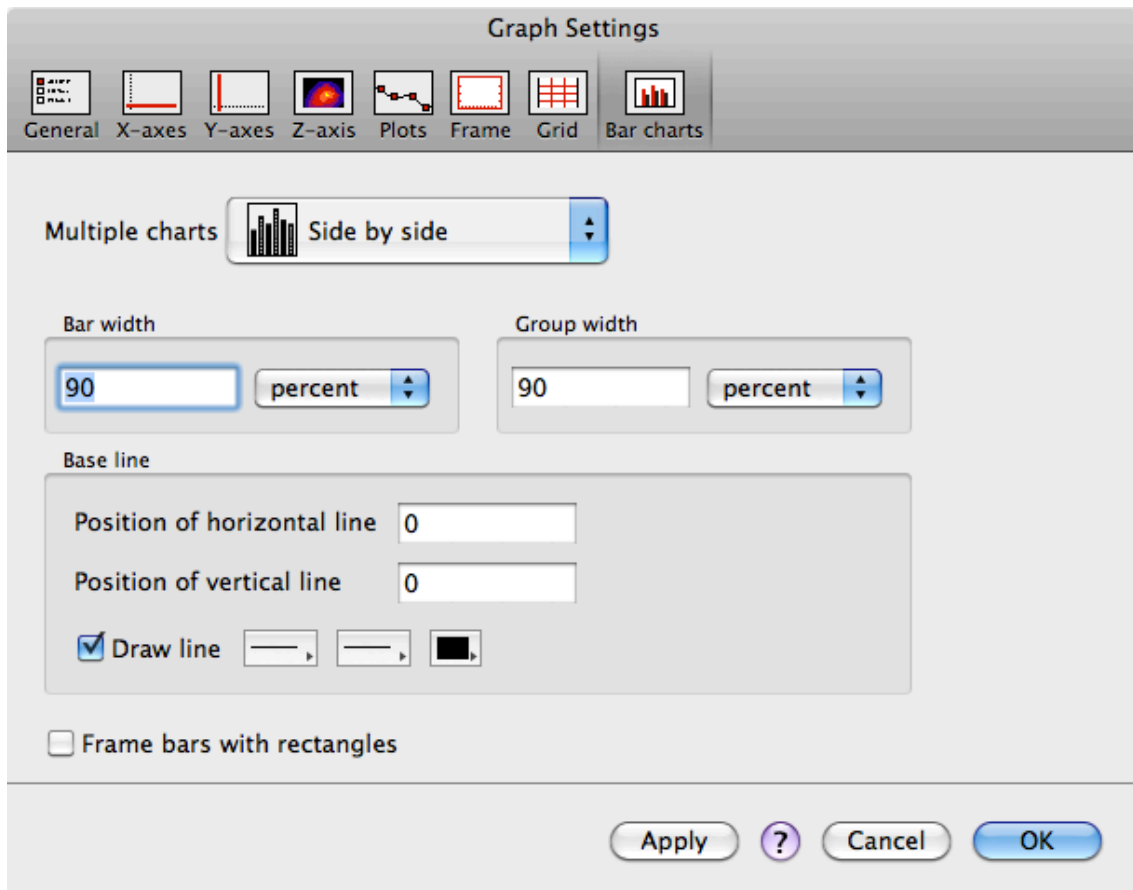 Graph Settings
General X-axes Y-axes Z-axis Plots Frame Grid Bar charts
Multiple charts Side by side
Bar width Group width
90 percent 90 percent
Base line
Position of horizontal line 0
Position of vertical line 0
Draw line
Frame bars with rectangles
Apply ? Cancel OK